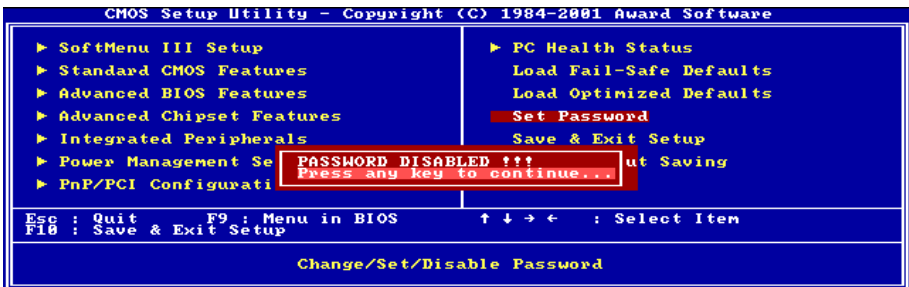 CMOS Setup Utility - Copyright (C) 1984-2001 Award Software
SoftMenu III Setup
Standard CMOS Features
Advanced BIOS Features
Advanced Chipset Features
Integrated Peripherals
Power Management Se
PnP/PCI Configurati
PC Health Status
Load Fail-Safe Defaults
Load Optimized Defaults
Set Password
Save & Exit Setup
ut Saving
PASSWORD DISABLED !!!
Press any key to continue...
Esc : Quit F9 : Menu in BIOS ↑ ↓ → ← : Select Item
F10 : Save & Exit Setup
Change/Set/Disable Password